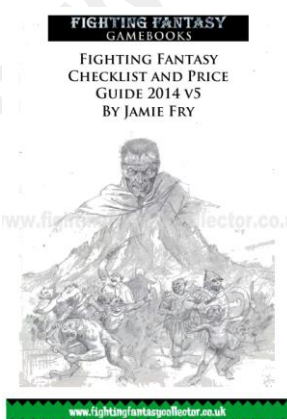 FIGHTING FANTASY
GAMEBOOKS
FIGHTING FANTASY
CHECKLIST AND PRICE
GUIDE 2014 V5
BY JAMIE FRY
www.fightingfantasycollector.co.uk